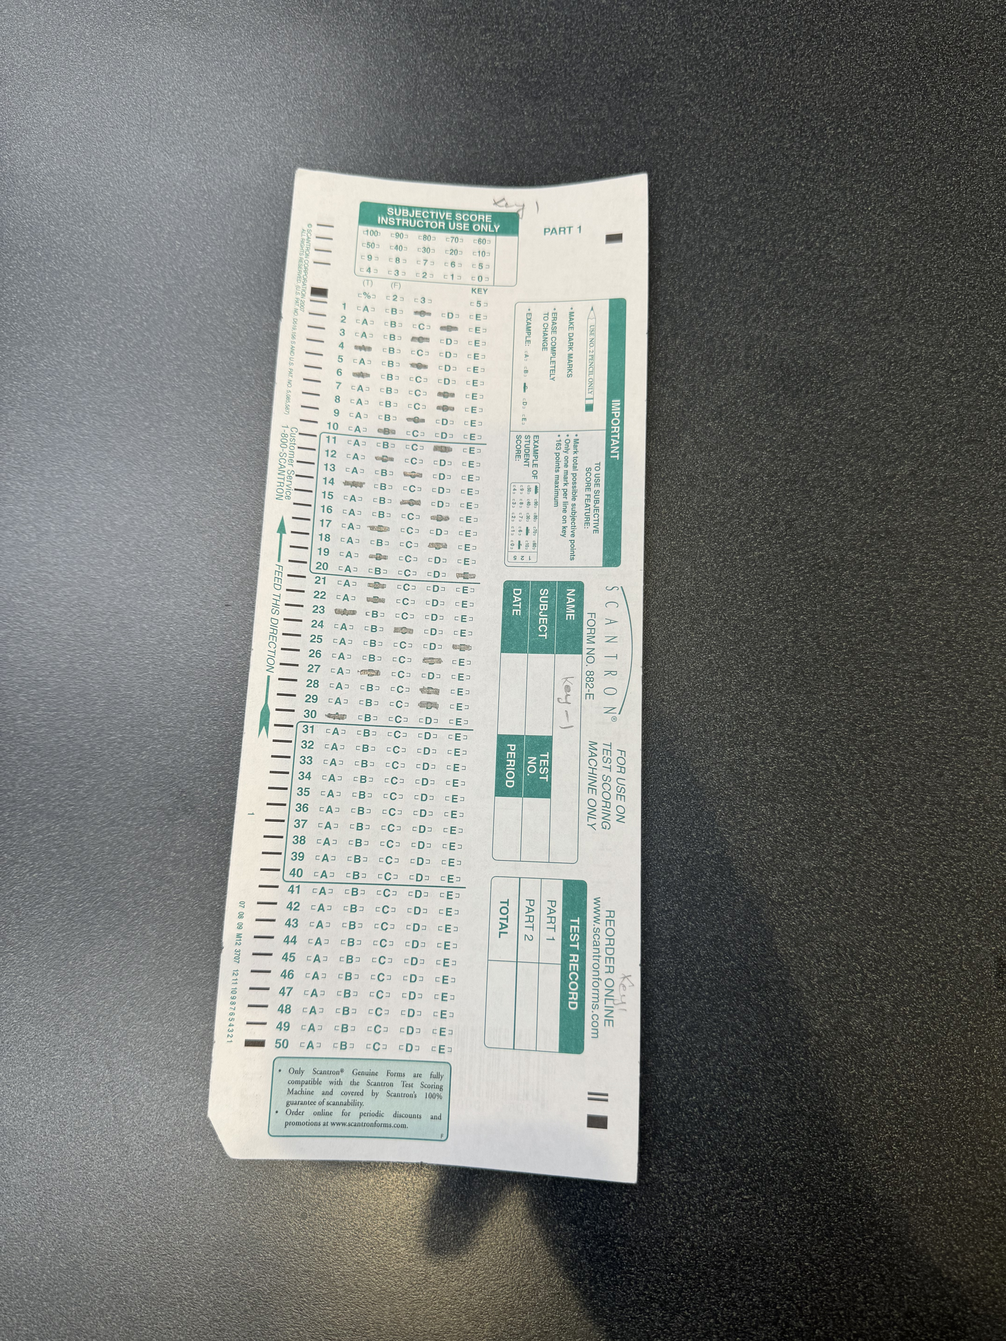 Key 1
PART 1
SUBJECTIVE SCORE
INSTRUCTOR USE ONLY
100 90 80 70 60
50 40 30 20 10
9 8 7 6 5
4 3 2 1 0
(T) (F) KEY
% 2 3 5
1 A B D E
2 A B C E
3 A B D E
4 B C D E
5 A B D E
6 B C D E
7 A B C E
8 A B C E
9 A B D E
10 A C D E
11 A B C E
12 A C D E
13 A B D E
14 B C D E
15 A B D E
16 A B C E
17 A C D E
18 A B C E
19 A C D E
20 A B C D
21 A C D E
22 A C D E
23 B C D E
24 A B D E
25 A B C D
26 A B C E
27 A C D E
28 A B C E
29 A B C E
30 B C D E
31 A B C D E
32 A B C D E
33 A B C D E
34 A B C D E
35 A B C D E
36 A B C D E
37 A B C D E
38 A B C D E
39 A B C D E
40 A B C D E
41 A B C D E
42 A B C D E
43 A B C D E
44 A B C D E
45 A B C D E
46 A B C D E
47 A B C D E
48 A B C D E
49 A B C D E
50 A B C D E
• Only Scantron® Genuine Forms are fully
compatible with the Scantron Test Scoring
Machine and covered by Scantron's 100%
guarantee of scannability.
• Order online for periodic discounts and
promotions at www.scantronforms.com.
IMPORTANT
USE NO. 2 PENCIL ONLY
• MAKE DARK MARKS
• ERASE COMPLETELY
TO CHANGE
• EXAMPLE: A B D E
TO USE SUBJECTIVE
SCORE FEATURE:
• Mark total possible subjective points
• Only one mark per line on key
• 163 points maximum
EXAMPLE OF
STUDENT
SCORE:
SCANTRON®
FORM NO. 882-E
FOR USE ON
TEST SCORING
MACHINE ONLY
NAME Key-1
SUBJECT
TEST
NO.
DATE
PERIOD
REORDER ONLINE
www.scantronforms.com
Key1
TEST RECORD
PART 1
PART 2
TOTAL
© SCANTRON CORPORATION 2007
ALL RIGHTS RESERVED.
Customer Service
1-800-SCANTRON
FEED THIS DIRECTION
1
07 08 09 M12 3707 12 11 10 9 8 7 6 5 4 3 2 1